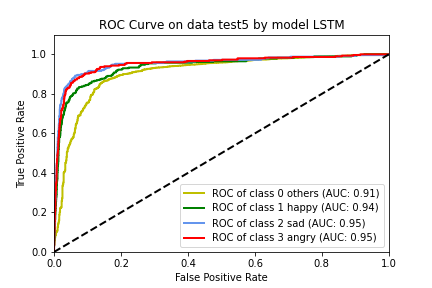 ROC Curve on data test5 by model LSTM
True Positive Rate
1.0
0.8
0.6
0.4
0.2
0.0
ROC of class 0 others (AUC: 0.91)
ROC of class 1 happy (AUC: 0.94)
ROC of class 2 sad (AUC: 0.95)
ROC of class 3 angry (AUC: 0.95)
0.0 0.2 0.4 0.6 0.8 1.0
False Positive Rate